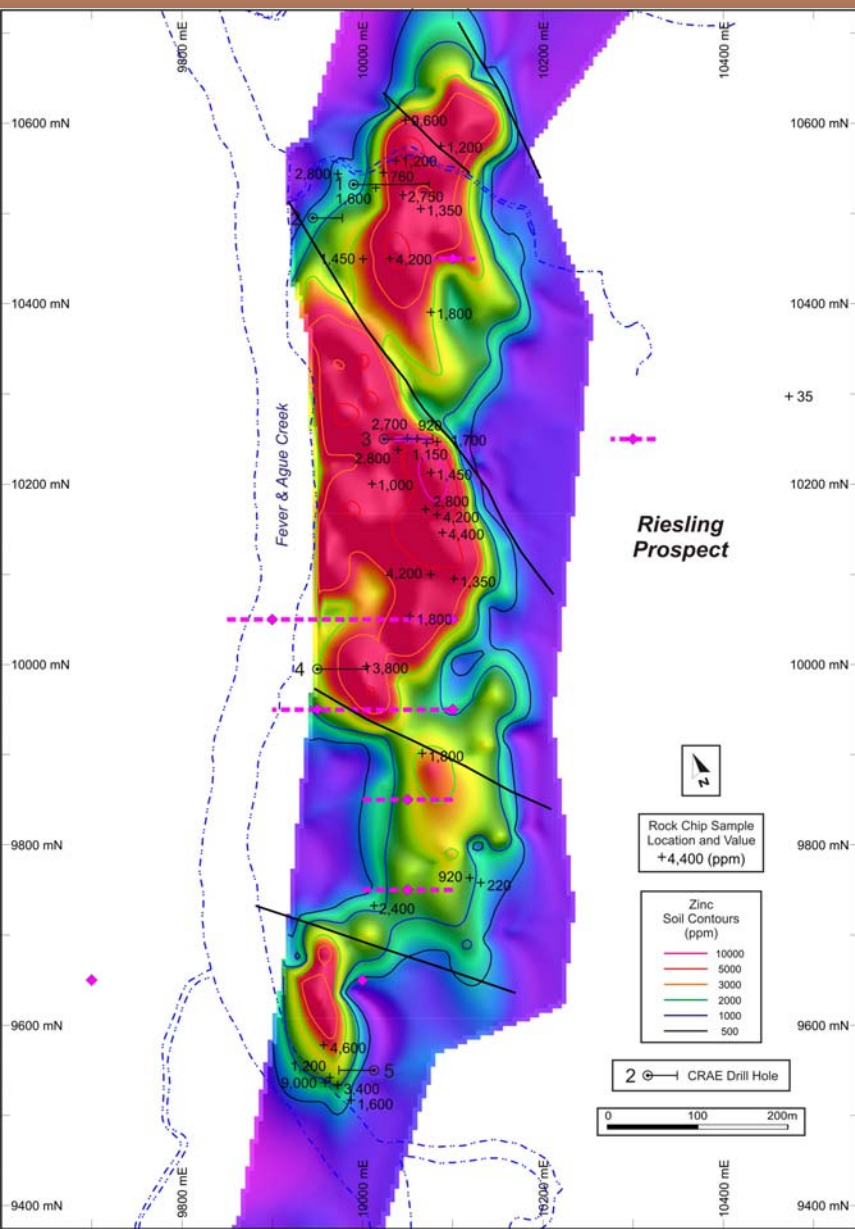 9800 mE
10000 mE
10200 mE
10400 mE
10600 mN
10600 mN
9,600
1,200
1,200
2,800
760
1
1,600
2,750
1,350
1,450
4,200
10400 mN
10400 mN
1,800
35
2,700
920
3
1,700
2,800
1,150
1,450
10200 mN
1,000
10200 mN
Fever & Ague Creek
2,800
4,200
4,400
Riesling
Prospect
4,200
1,350
1,800
10000 mN
4
3,800
10000 mN
1,800
N
9800 mN
9800 mN
Rock Chip Sample
Location and Value
+4,400 (ppm)
920
220
2,400
Zinc
Soil Contours
(ppm)
10000
5000
3000
2000
1000
500
9600 mN
9600 mN
4,600
1,200
5
9,000
3,400
1,600
2 CRAE Drill Hole
0 100 200m
9400 mN
9400 mN
9800 mE
10000 mE
10200 mE
10400 mE